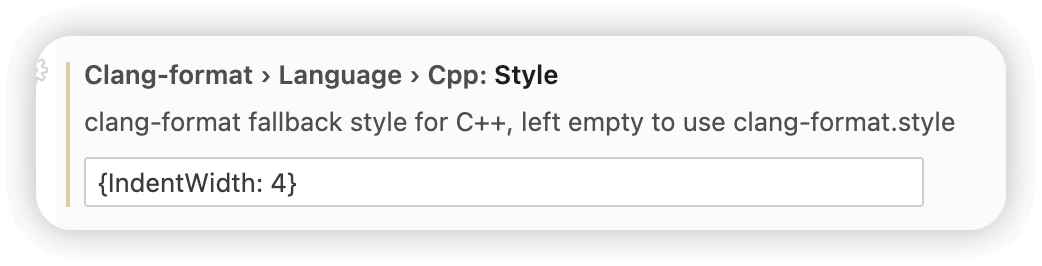 Clang-format › Language › Cpp: Style
clang-format fallback style for C++, left empty to use clang-format.style
{IndentWidth: 4}